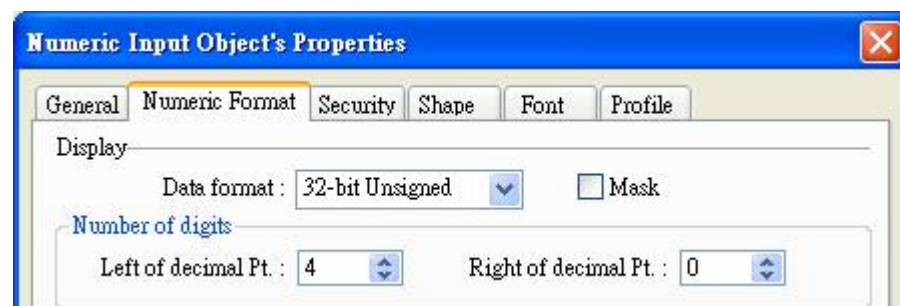 Numeric Input Object's Properties
General Numeric Format Security Shape Font Profile
Display
Data format : 32-bit Unsigned Mask
Number of digits
Left of decimal Pt. : 4 Right of decimal Pt. : 0